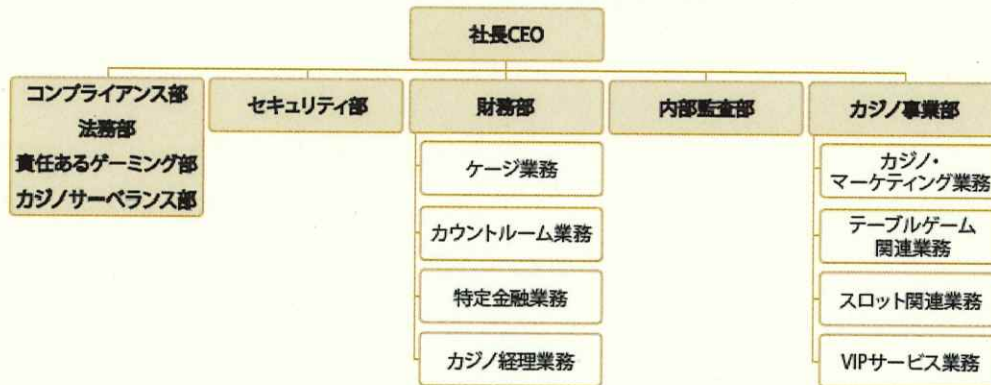 社長CEO
コンプライアンス部
法務部
責任あるゲーミング部
カジノサーベランス部
セキュリティ部
財務部
ケージ業務
カウントルーム業務
特定金融業務
カジノ経理業務
内部監査部
カジノ事業部
カジノ・
マーケティング業務
テーブルゲーム
関連業務
スロット関連業務
VIPサービス業務